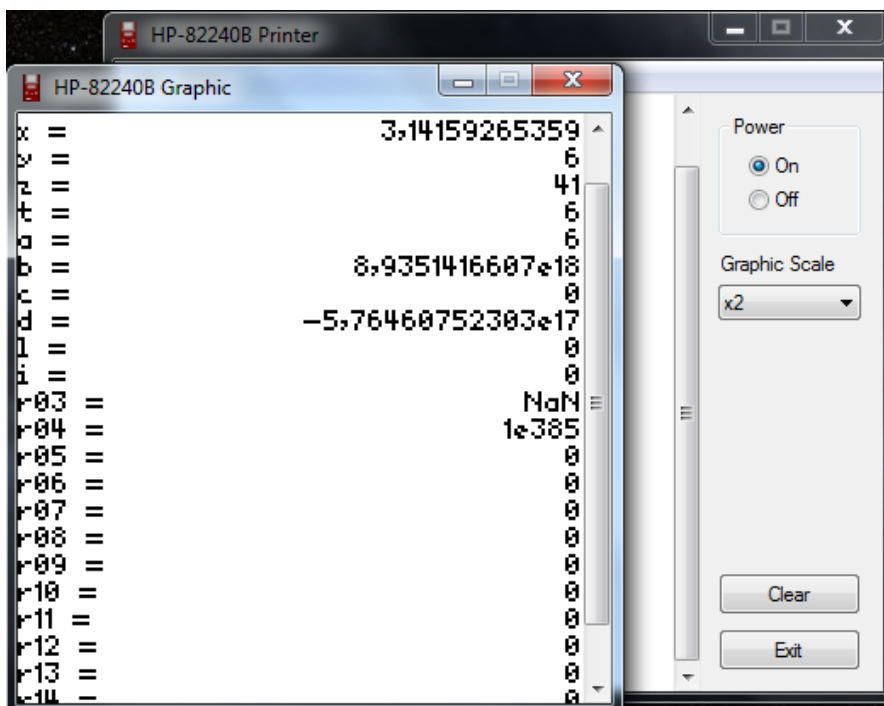 HP-82240B Printer
HP-82240B Graphic
x = 3,14159265359
y = 6
z = 41
t = 6
a = 6
b = 8,9351416607e18
c = 0
d = -5,76460752303e17
l = 0
i = 0
r03 = NaN
r04 = 1e385
r05 = 0
r06 = 0
r07 = 0
r08 = 0
r09 = 0
r10 = 0
r11 = 0
r12 = 0
r13 = 0
r14 = 0
Power
On
Off
Graphic Scale
x2
Clear
Exit